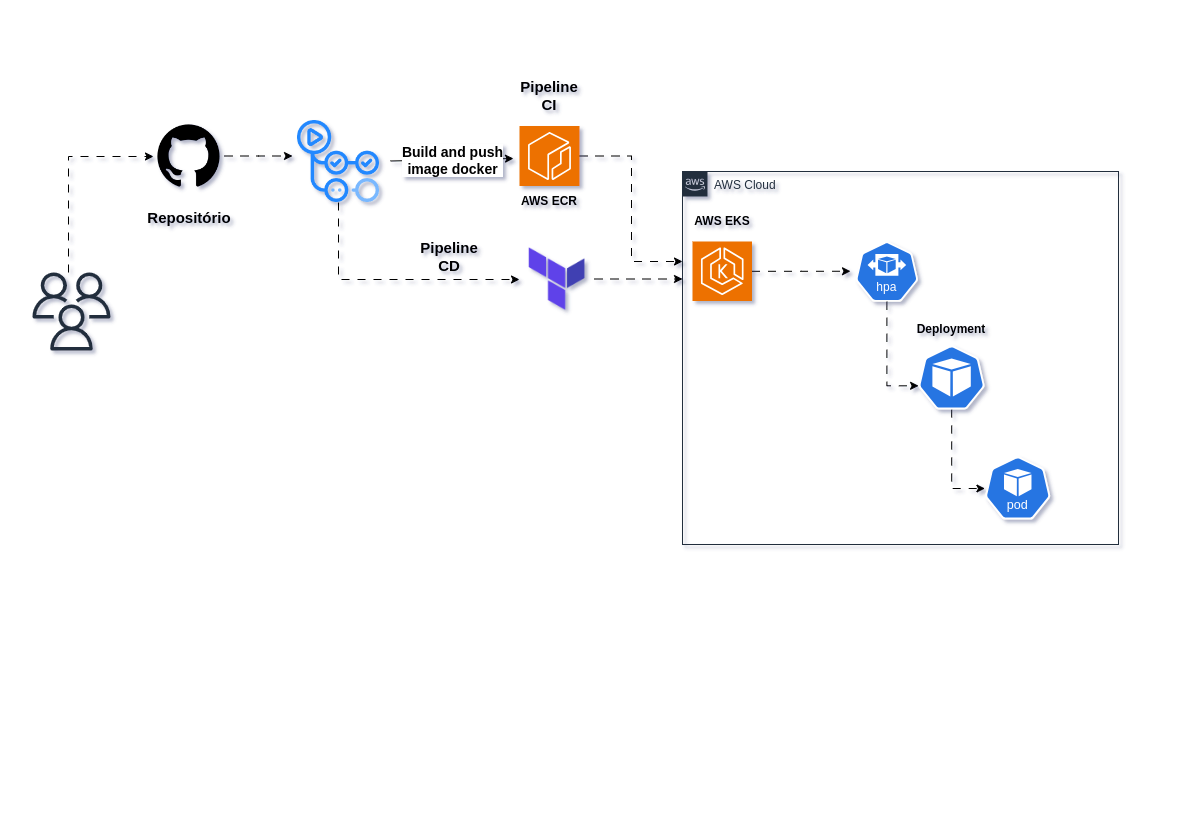 Pipeline
CI
Build and push
image docker
AWS ECR
Repositório
Pipeline
CD
aws
AWS Cloud
AWS EKS
K
hpa
Deployment
pod